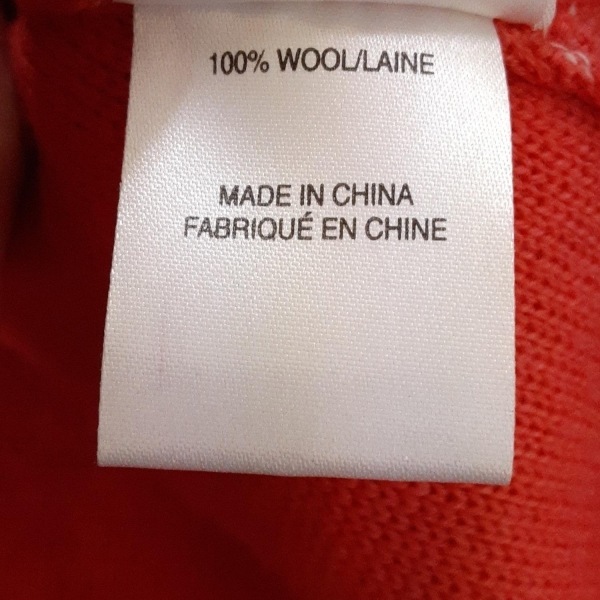 100% WOOL/LAINE
MADE IN CHINA
FABRIQUÉ EN CHINE